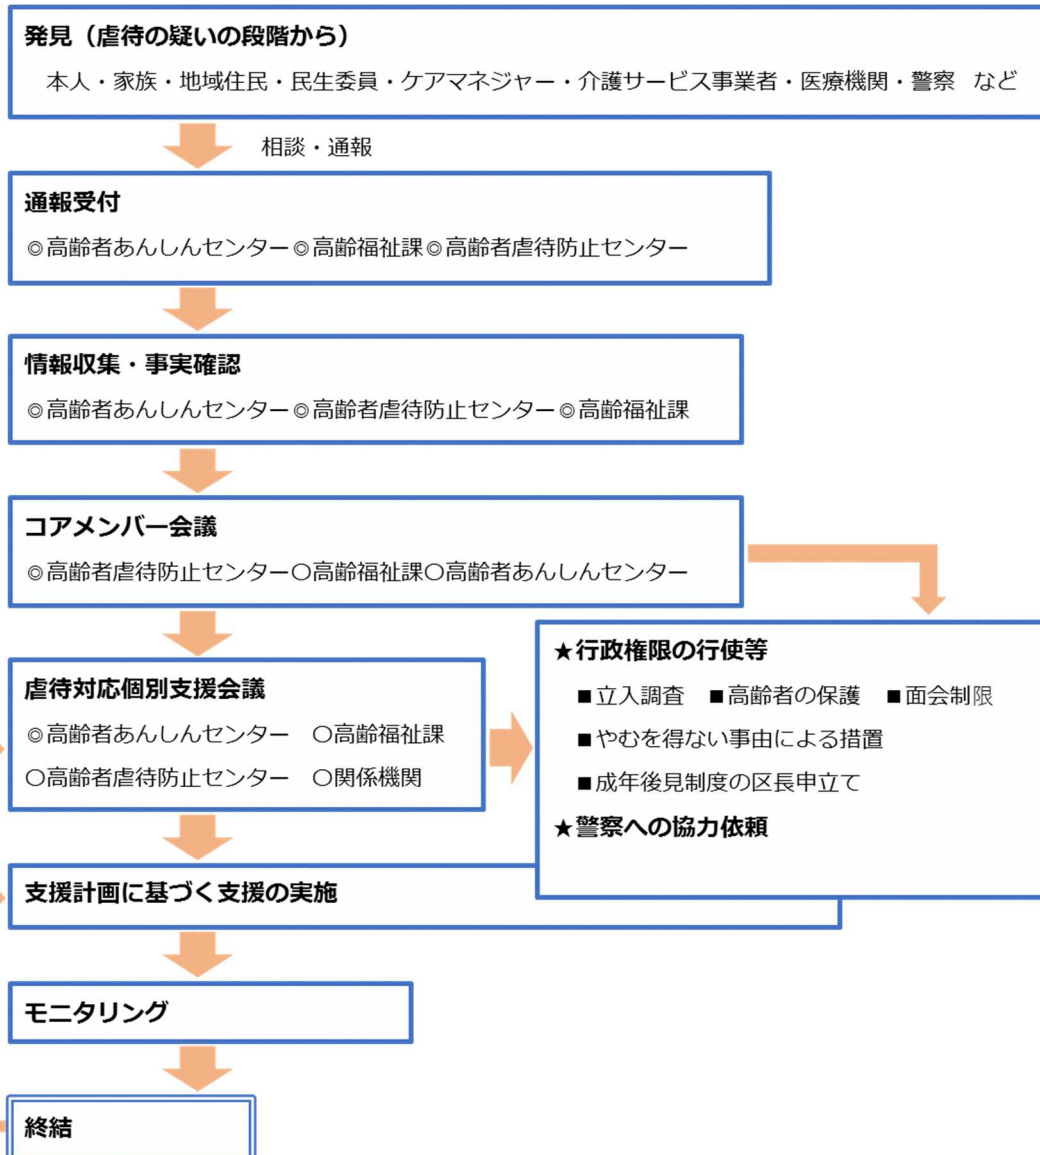 発見（虐待の疑いの段階から）
本人・家族・地域住民・民生委員・ケアマネジャー・介護サービス事業者・医療機関・警察 など
相談・通報
通報受付
◎高齢者あんしんセンター◎高齢福祉課◎高齢者虐待防止センター
情報収集・事実確認
◎高齢者あんしんセンター◎高齢者虐待防止センター◎高齢福祉課
コアメンバー会議
◎高齢者虐待防止センター〇高齢福祉課〇高齢者あんしんセンター
虐待対応個別支援会議
◎高齢者あんしんセンター 〇高齢福祉課
〇高齢者虐待防止センター 〇関係機関
★行政権限の行使等
■立入調査 ■高齢者の保護 ■面会制限
■やむを得ない事由による措置
■成年後見制度の区長申立て
★警察への協力依頼
支援計画に基づく支援の実施
モニタリング
終結